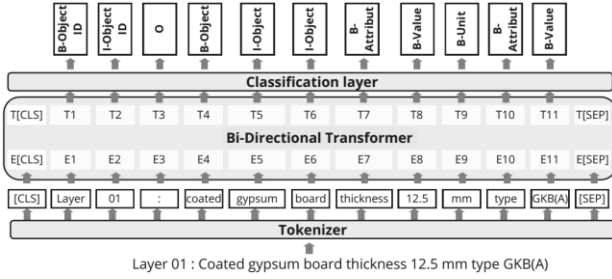 B-Object ID I-Object ID O B-Object I-Object I-Object B-Attribut B-Value B-Unit B-Attribut B-Value
Classification layer
T[CLS] T1 T2 T3 T4 T5 T6 T7 T8 T9 T10 T11 T[SEP]
Bi-Directional Transformer
E[CLS] E1 E2 E3 E4 E5 E6 E7 E8 E9 E10 E11 E[SEP]
[CLS] Layer 01 : coated gypsum board thickness 12.5 mm type GKB(A) [SEP]
Tokenizer
Layer 01 : Coated gypsum board thickness 12.5 mm type GKB(A)